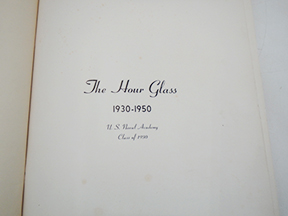 The Hour Glass
1930-1950
U. S. Naval Academy
Class of 1930